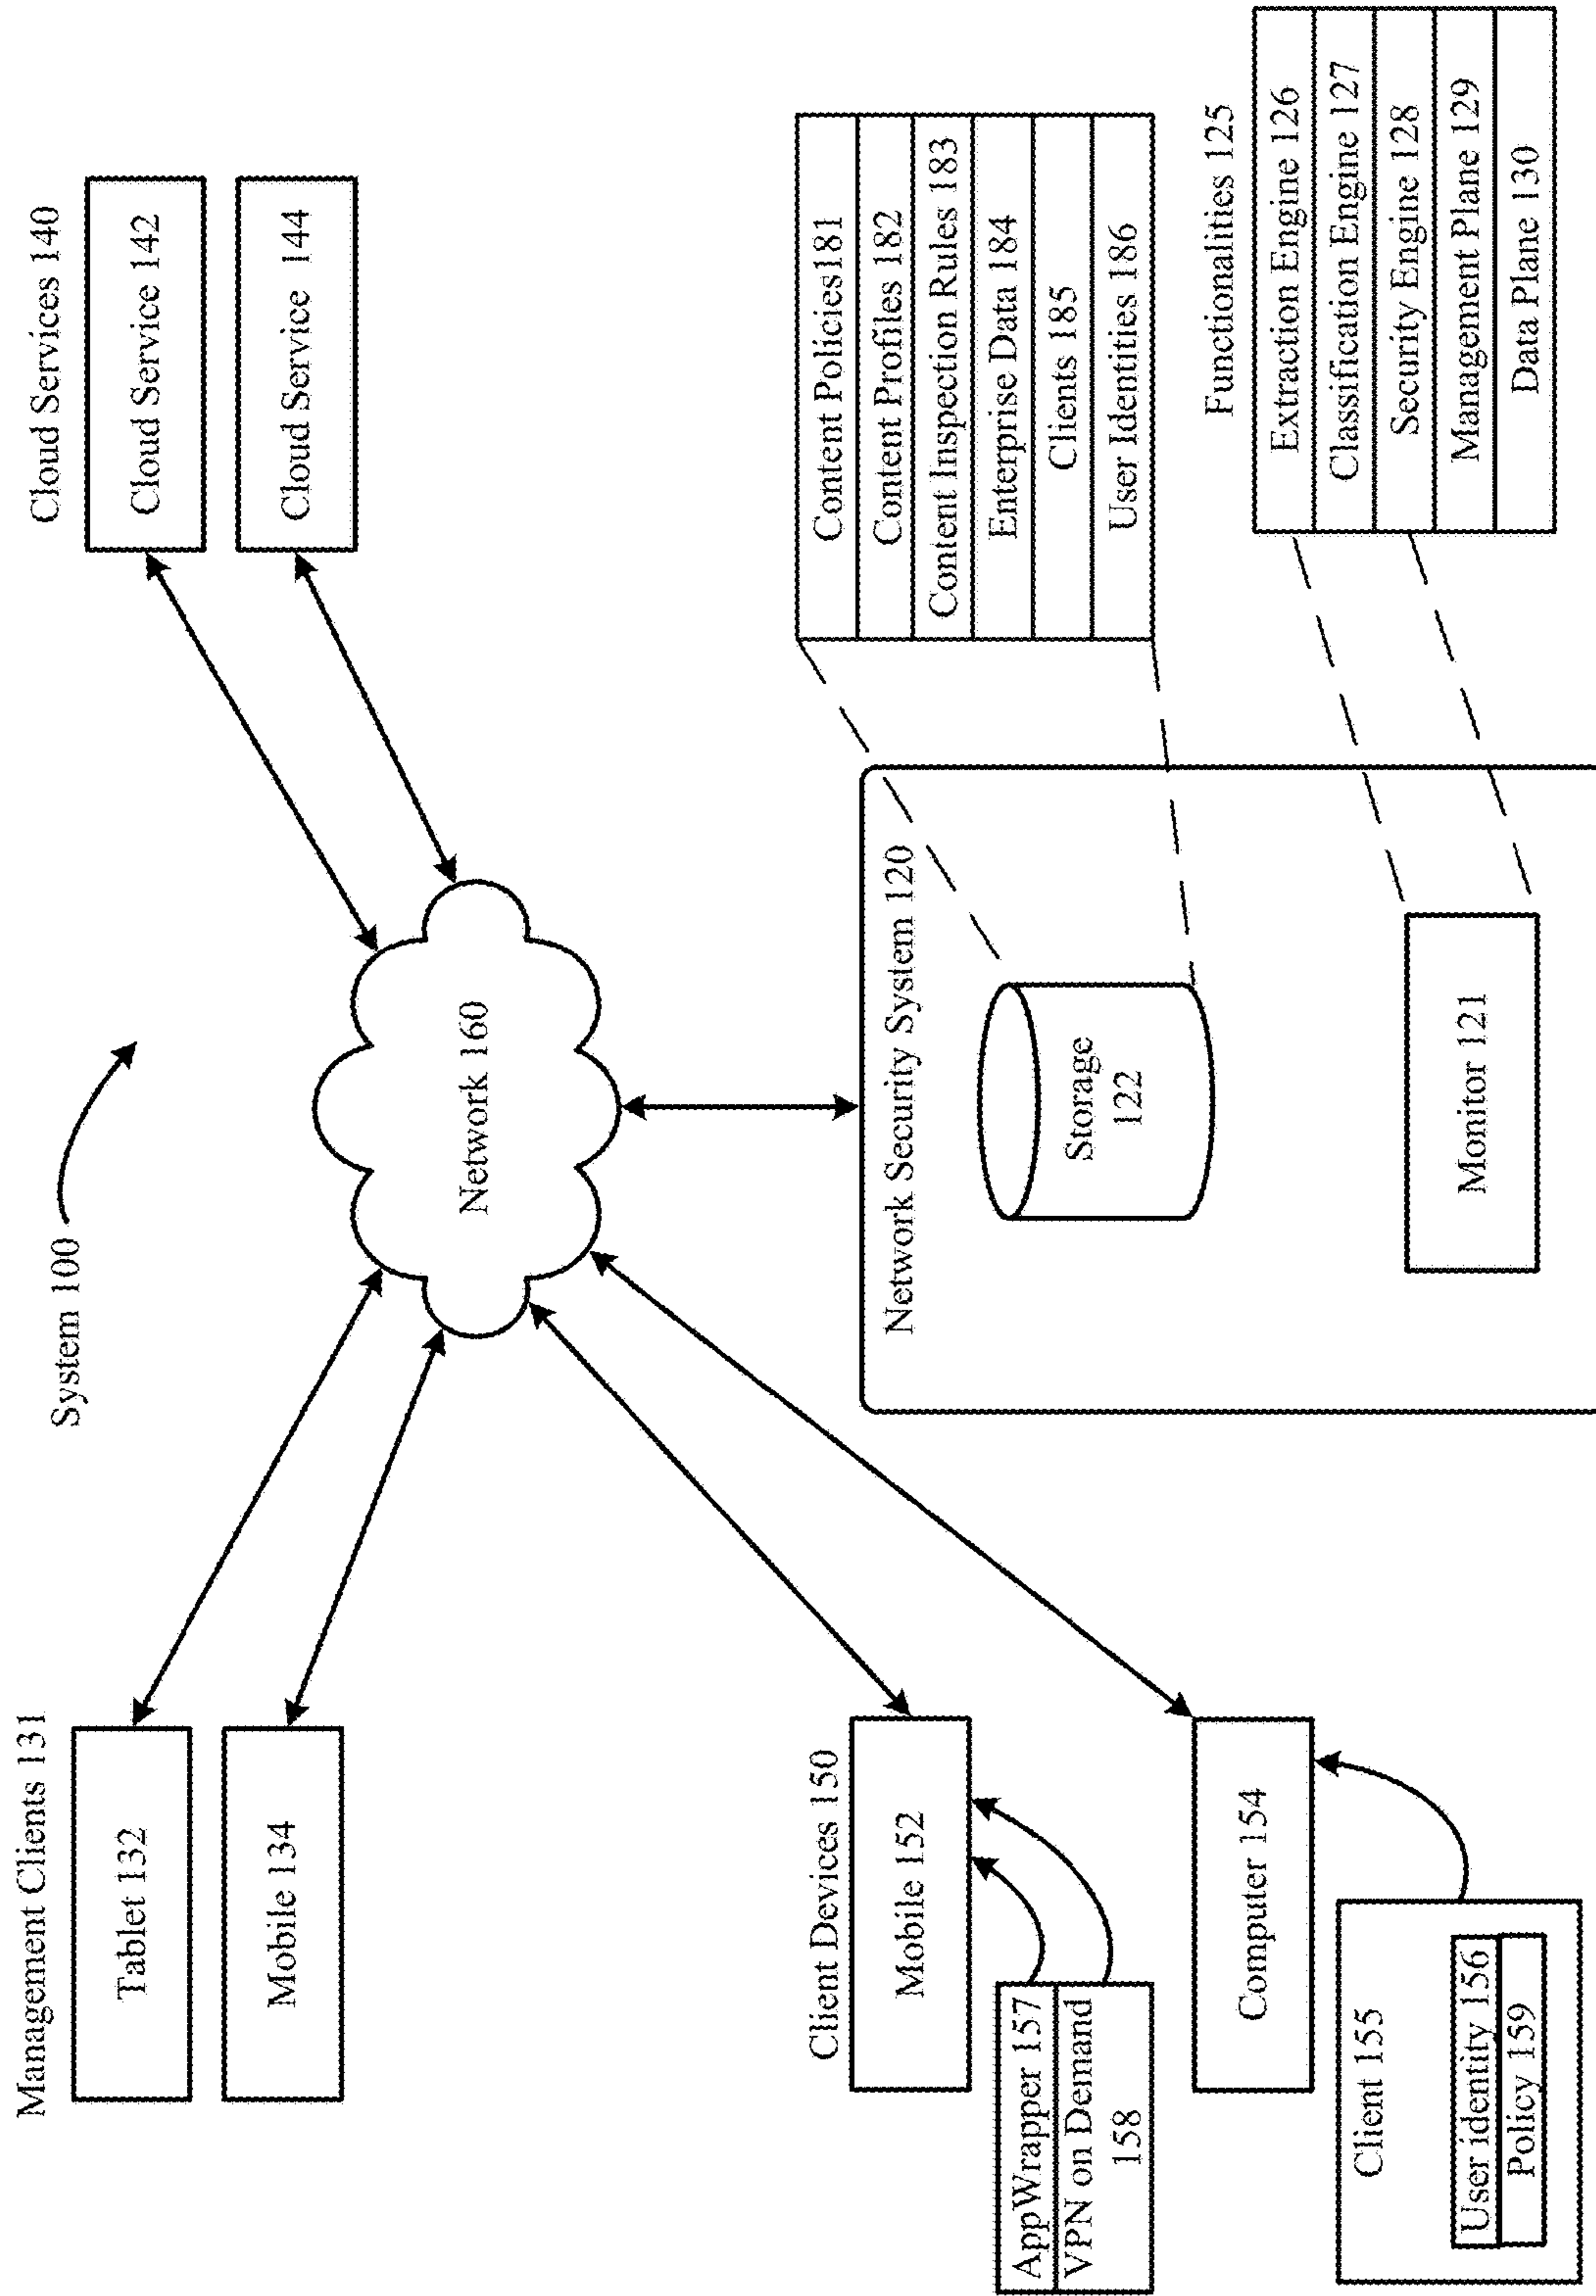 System 100
Management Clients 131
Tablet 132
Mobile 134
Cloud Services 140
Cloud Service 142
Cloud Service 144
Network 160
Client Devices 150
Mobile 152
AppWrapper 157
VPN on Demand
158
Computer 154
Client 155
User identity 156
Policy 159
Network Security System 120
Storage
122
Monitor 121
Content Policies181
Content Profiles 182
Content Inspection Rules 183
Enterprise Data 184
Clients 185
User Identities 186
Functionalities 125
Extraction Engine 126
Classification Engine 127
Security Engine 128
Management Plane 129
Data Plane 130